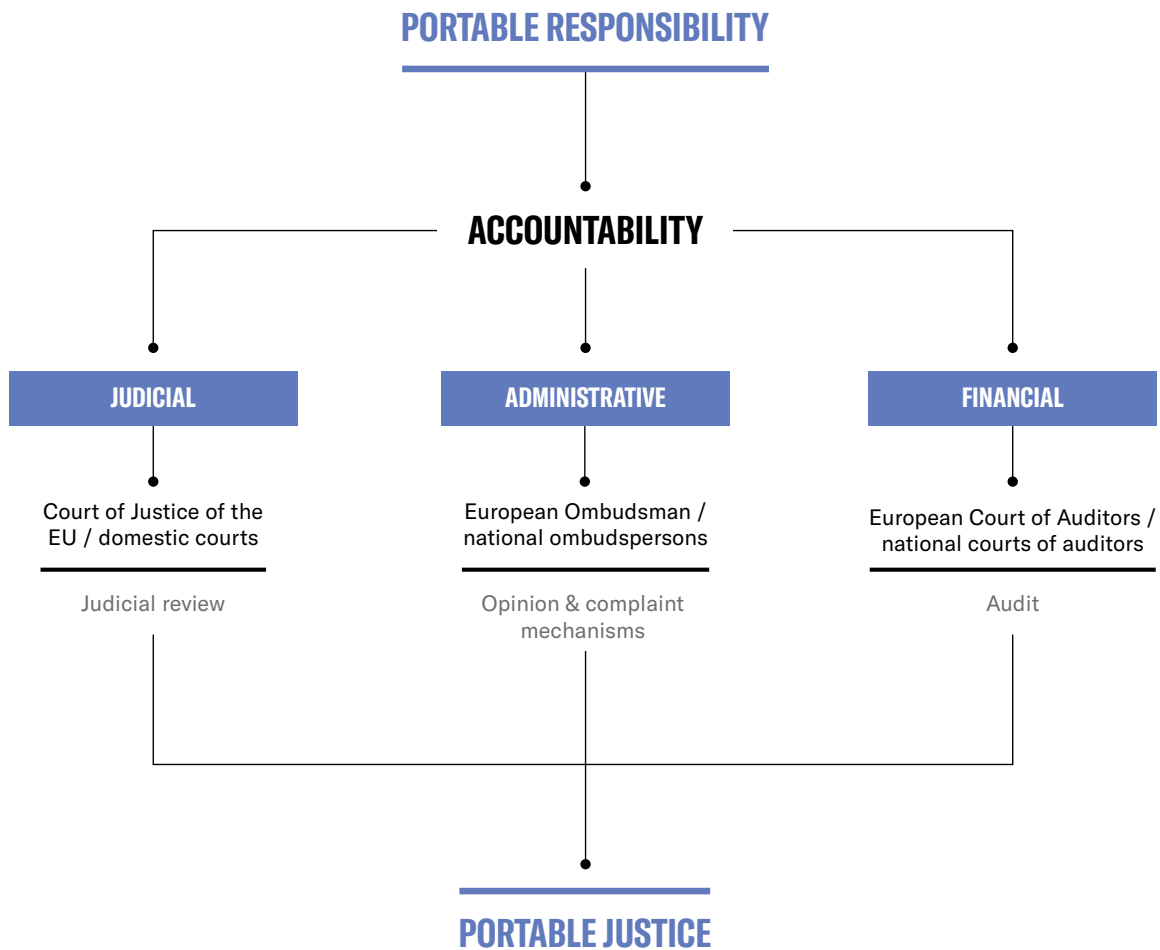 PORTABLE RESPONSIBILITY
ACCOUNTABILITY
JUDICIAL
ADMINISTRATIVE
FINANCIAL
Court of Justice of the
EU / domestic courts
European Ombudsman /
national ombudspersons
European Court of Auditors /
national courts of auditors
Judicial review
Opinion & complaint
mechanisms
Audit
PORTABLE JUSTICE